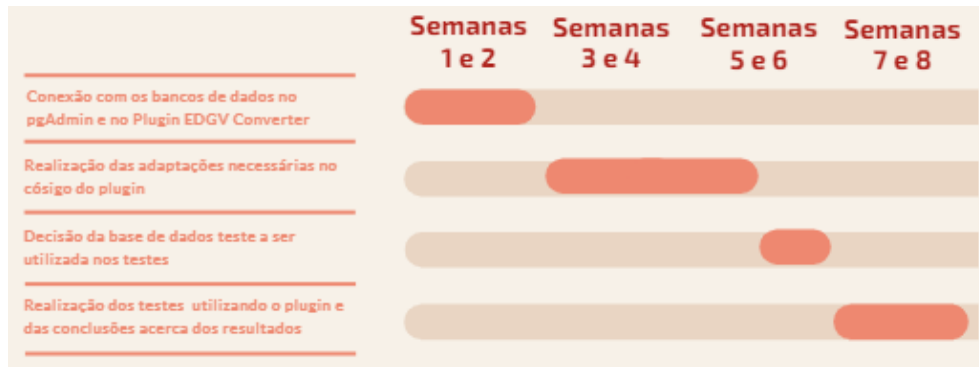 Semanas Semanas Semanas Semanas
1 e 2 3 e 4 5 e 6 7 e 8
Conexão com os bancos de dados no
pgAdmin e no Plugin EDGV Converter
Realização das adaptações necessárias no
cósigo do plugin
Decisão da base de dados teste a ser
utilizada nos testes
Realização dos testes utilizando o plugin e
das conclusões acerca dos resultados